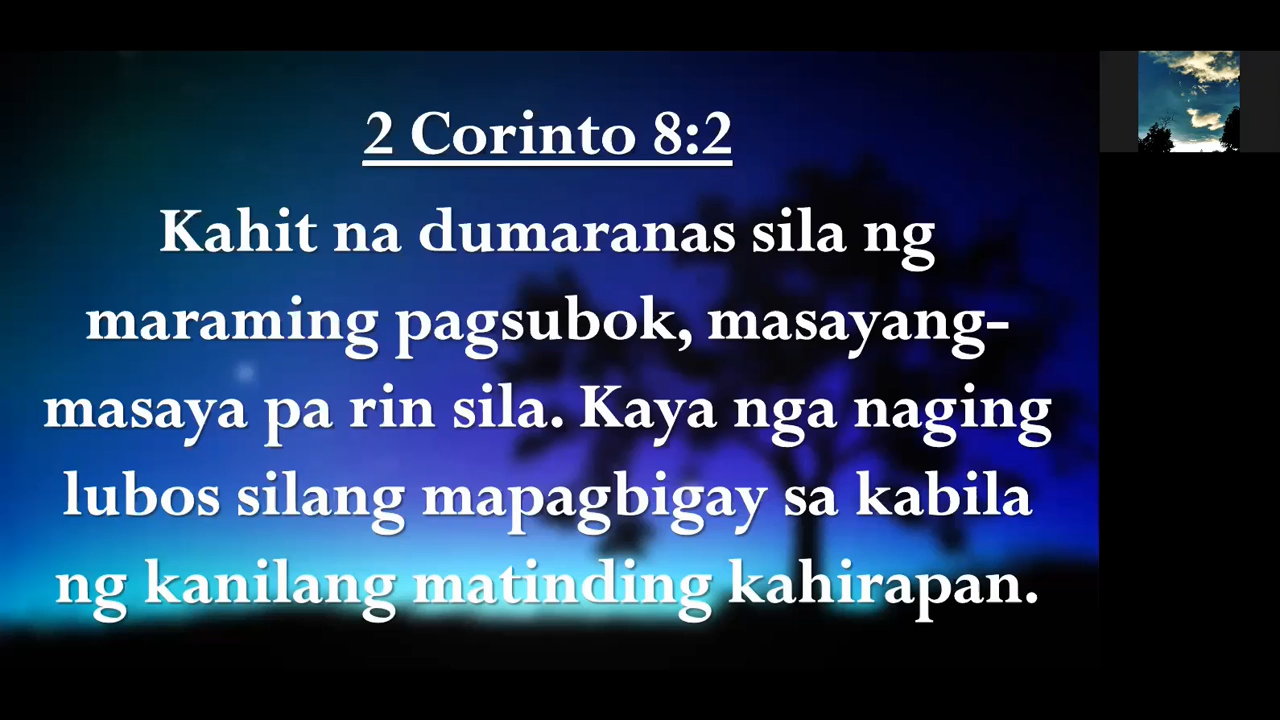 2 Corinto 8:2
Kahit na dumaranas sila ng
maraming pagsubok, masayang-
masaya pa rin sila. Kaya nga naging
lubos silang mapagbigay sa kabila
ng kanilang matinding kahirapan.